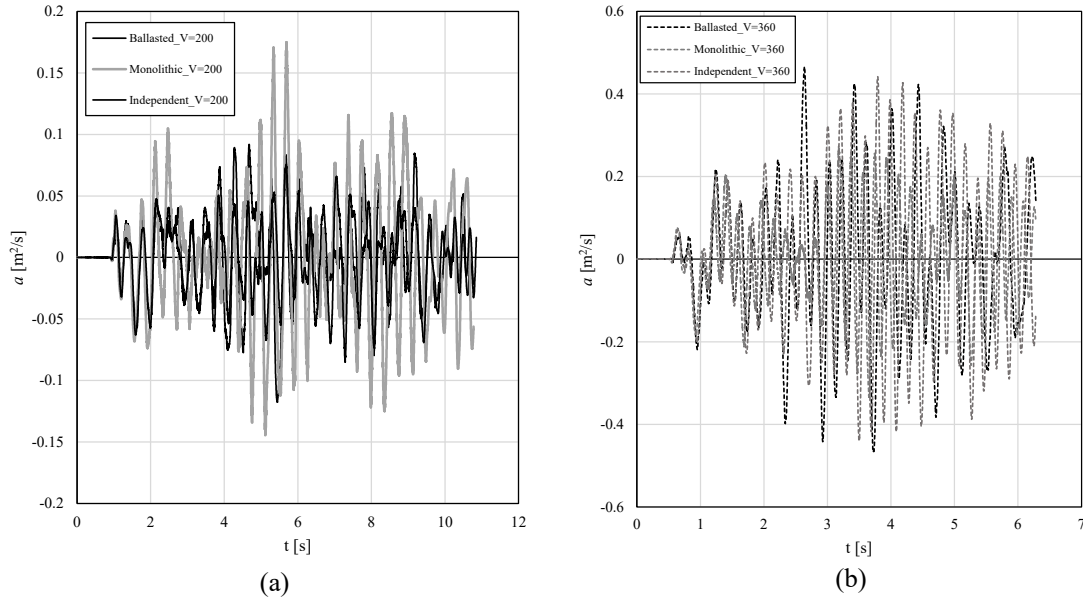 0.2
0.15
0.1
0.05
0
-0.05
-0.1
-0.15
-0.2
a [m²/s]
Ballasted_V=200
Monolithic_V=200
Independent_V=200
0 2 4 6 8 10 12
t [s]
(a)
0.6
0.4
0.2
0
-0.2
-0.4
-0.6
a [m²/s]
Ballasted_V=360
Monolithic_V=360
Independent_V=360
0 1 2 3 4 5 6 7
t [s]
(b)